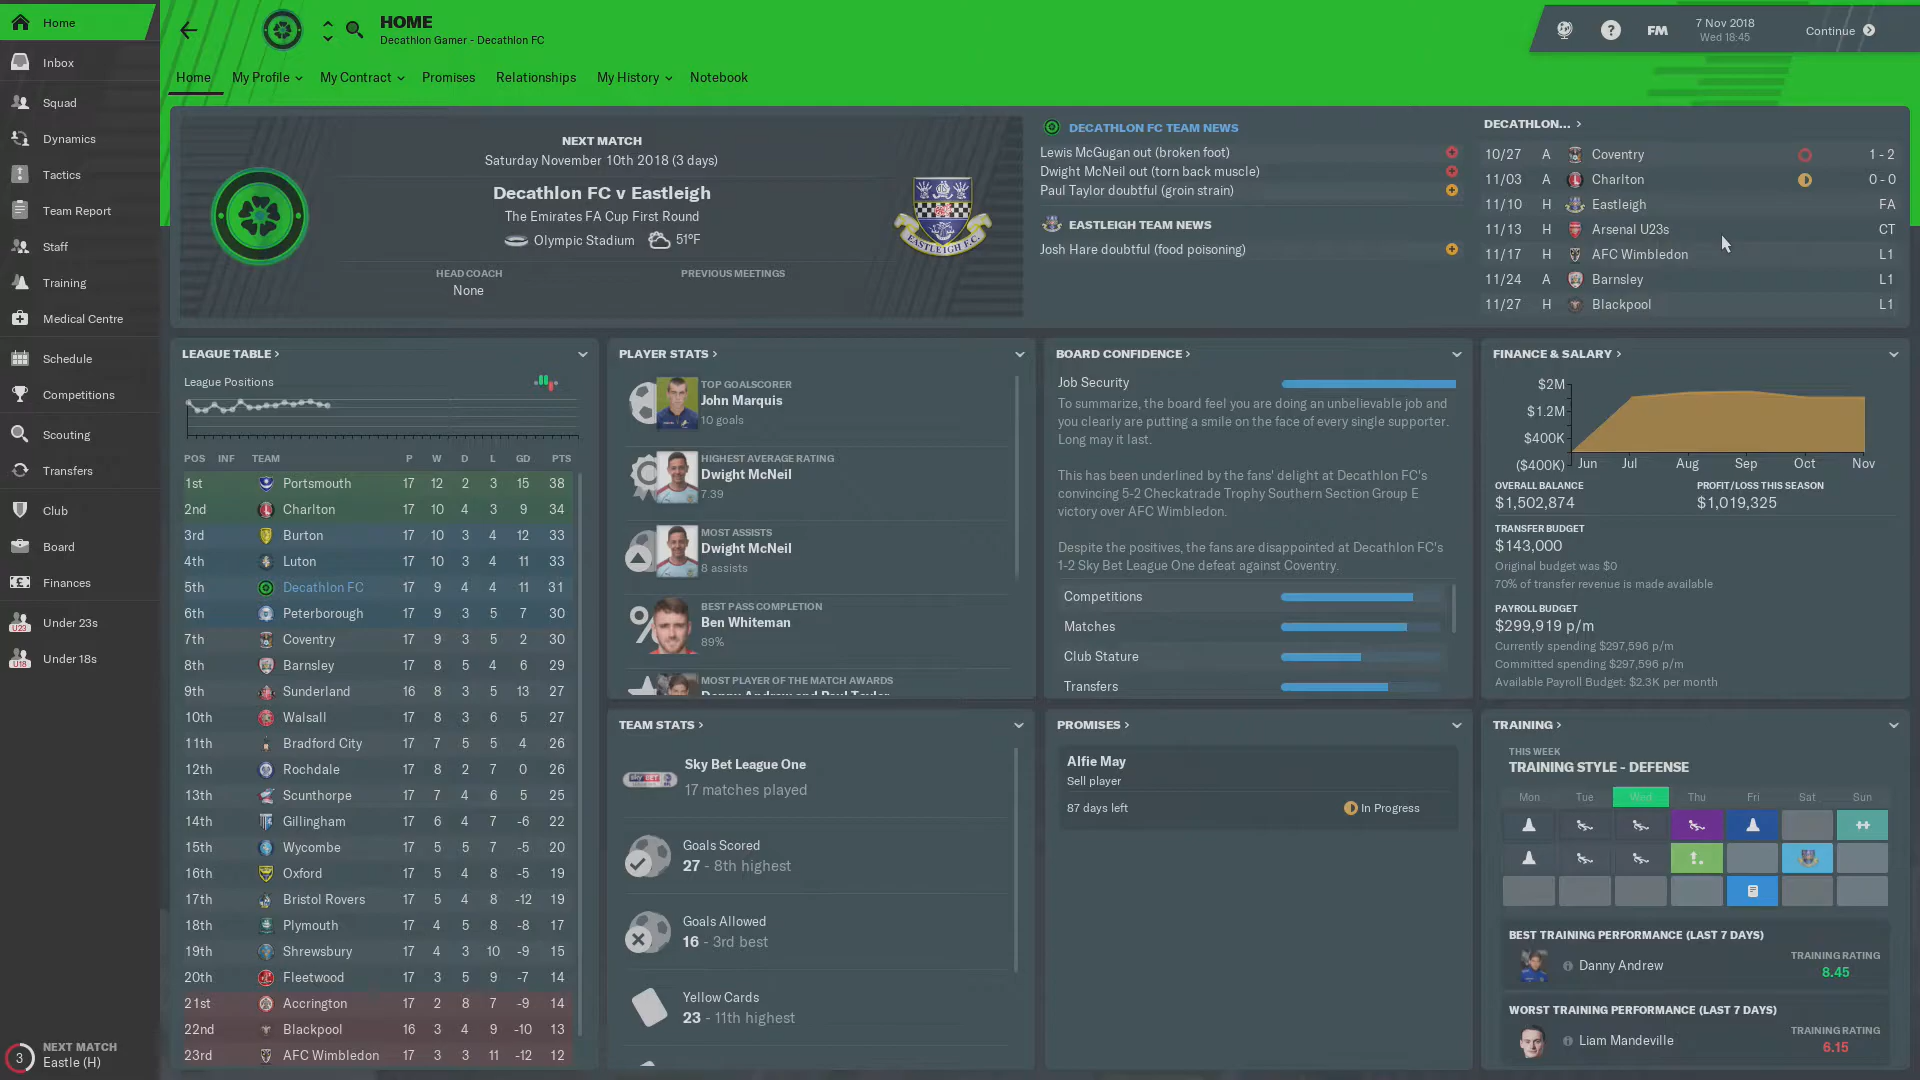 Home
Inbox
Squad
Dynamics
Tactics
Team Report
Staff
Training
Medical Centre
Schedule
Competitions
Scouting
Transfers
Club
Board
Finances
U23 Under 23s
U18 Under 18s
3 NEXT MATCH
Eastle (H)
HOME
Decathlon Gamer - Decathlon FC
? FM 7 Nov 2018
Wed 18:45
Continue
Home My Profile My Contract Promises Relationships My History Notebook
NEXT MATCH
Saturday November 10th 2018 (3 days)
Decathlon FC v Eastleigh
The Emirates FA Cup First Round
Olympic Stadium 51°F
HEAD COACH PREVIOUS MEETINGS
None
EASTLEIGH F.C.
DECATHLON FC TEAM NEWS
Lewis McGugan out (broken foot)
Dwight McNeil out (torn back muscle)
Paul Taylor doubtful (groin strain)
EASTLEIGH TEAM NEWS
Josh Hare doubtful (food poisoning)
DECATHLON... >
10/27 A Coventry 1 - 2
11/03 A Charlton 0 - 0
11/10 H Eastleigh FA
11/13 H Arsenal U23s CT
11/17 H AFC Wimbledon L1
11/24 A Barnsley L1
11/27 H Blackpool L1
LEAGUE TABLE >
League Positions
POS INF TEAM P W D L GD PTS
1st Portsmouth 17 12 2 3 15 38
2nd Charlton 17 10 4 3 9 34
3rd Burton 17 10 3 4 12 33
4th Luton 17 10 3 4 11 33
5th Decathlon FC 17 9 4 4 11 31
6th Peterborough 17 9 3 5 7 30
7th Coventry 17 9 3 5 2 30
8th Barnsley 17 8 5 4 6 29
9th Sunderland 16 8 3 5 13 27
10th Walsall 17 8 3 6 5 27
11th Bradford City 17 7 5 5 4 26
12th Rochdale 17 8 2 7 0 26
13th Scunthorpe 17 7 4 6 5 25
14th Gillingham 17 6 4 7 -6 22
15th Wycombe 17 5 5 7 -5 20
16th Oxford 17 5 4 8 -5 19
17th Bristol Rovers 17 5 4 8 -12 19
18th Plymouth 17 4 5 8 -8 17
19th Shrewsbury 17 4 3 10 -9 15
20th Fleetwood 17 3 5 9 -7 14
21st Accrington 17 2 8 7 -9 14
22nd Blackpool 16 3 4 9 -10 13
23rd AFC Wimbledon 17 3 3 11 -12 12
PLAYER STATS >
TOP GOALSCORER
John Marquis
10 goals
HIGHEST AVERAGE RATING
Dwight McNeil
7.39
MOST ASSISTS
Dwight McNeil
8 assists
BEST PASS COMPLETION
Ben Whiteman
89%
MOST PLAYER OF THE MATCH AWARDS
Danny Andrew and Paul Taylor
TEAM STATS >
Sky Bet League One
17 matches played
Goals Scored
27 - 8th highest
Goals Allowed
16 - 3rd best
Yellow Cards
23 - 11th highest
BOARD CONFIDENCE >
Job Security
To summarize, the board feel you are doing an unbelievable job and
you clearly are putting a smile on the face of every single supporter.
Long may it last.
This has been underlined by the fans' delight at Decathlon FC's
convincing 5-2 Checkatrade Trophy Southern Section Group E
victory over AFC Wimbledon.
Despite the positives, the fans are disappointed at Decathlon FC's
1-2 Sky Bet League One defeat against Coventry.
Competitions
Matches
Club Stature
Transfers
PROMISES >
Alfie May
Sell player
87 days left In Progress
FINANCE & SALARY >
$2M
$1.2M
$400K
($400K)
Jun Jul Aug Sep Oct Nov
OVERALL BALANCE PROFIT/LOSS THIS SEASON
$1,502,874 $1,019,325
TRANSFER BUDGET
$143,000
Original budget was $0
70% of transfer revenue is made available
PAYROLL BUDGET
$299,919 p/m
Currently spending $297,596 p/m
Committed spending $297,596 p/m
Available Payroll Budget: $2.3K per month
TRAINING >
THIS WEEK
TRAINING STYLE - DEFENSE
Mon Tue Wed Thu Fri Sat Sun
BEST TRAINING PERFORMANCE (LAST 7 DAYS)
Danny Andrew TRAINING RATING
8.45
WORST TRAINING PERFORMANCE (LAST 7 DAYS)
Liam Mandeville TRAINING RATING
6.15